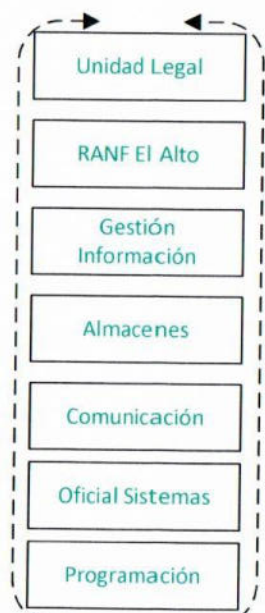 Unidad Legal
RANF El Alto
Gestión
Información
Almacenes
Comunicación
Oficial Sistemas
Programación